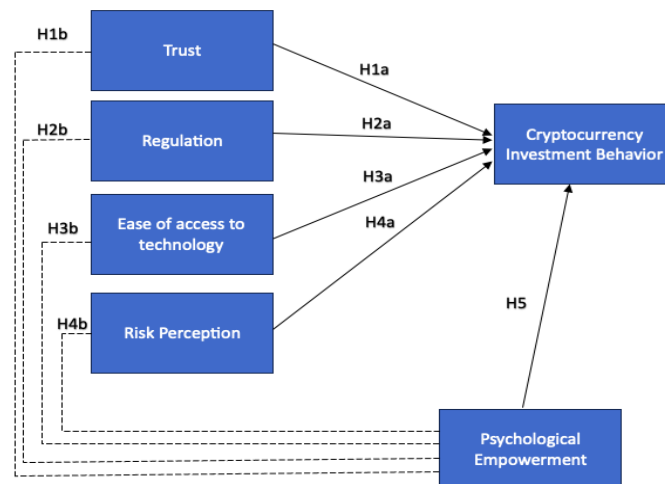 H1b
Trust
H1a
H2b
Regulation
H2a
Cryptocurrency
Investment Behavior
H3b
Ease of access to
technology
H3a
H4a
H4b
Risk Perception
H5
Psychological
Empowerment